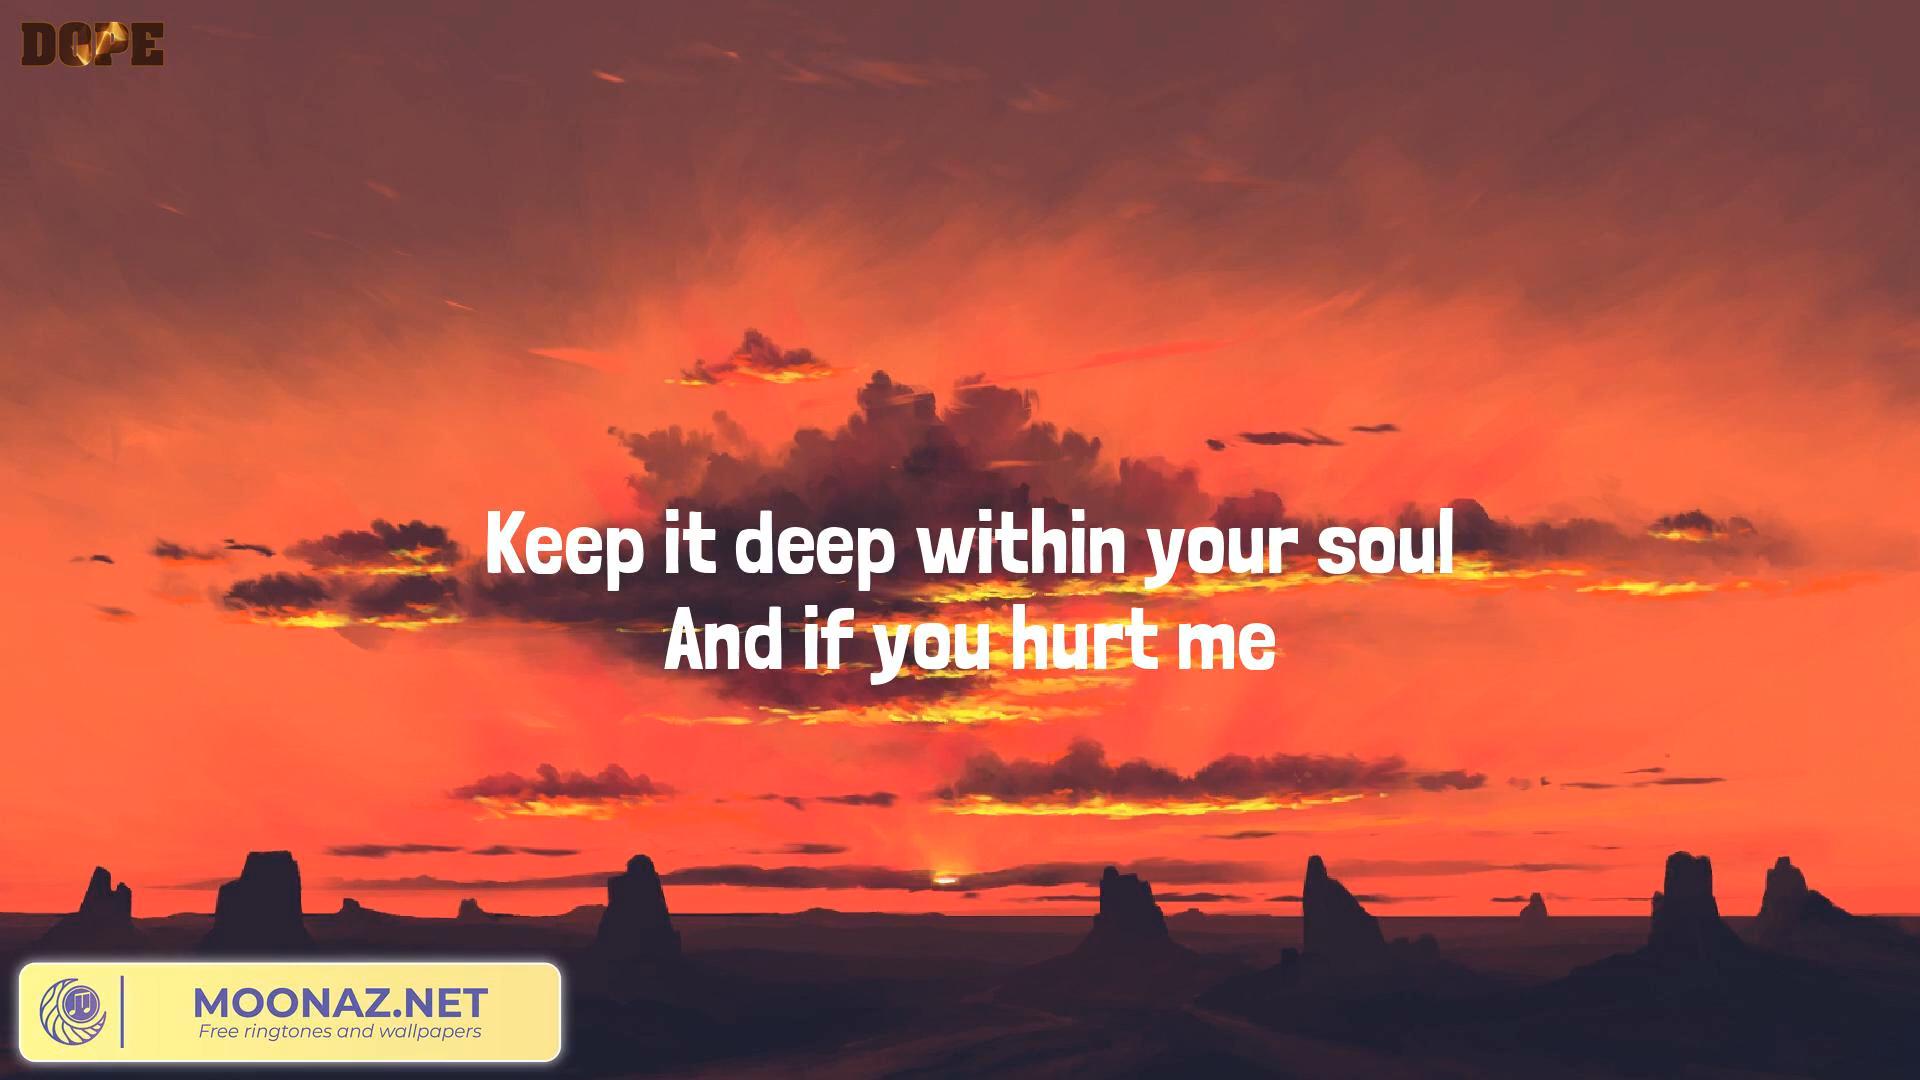 DOPE
Keep it deep within your soul
And if you hurt me
MOONAZ.NET
Free ringtones and wallpapers